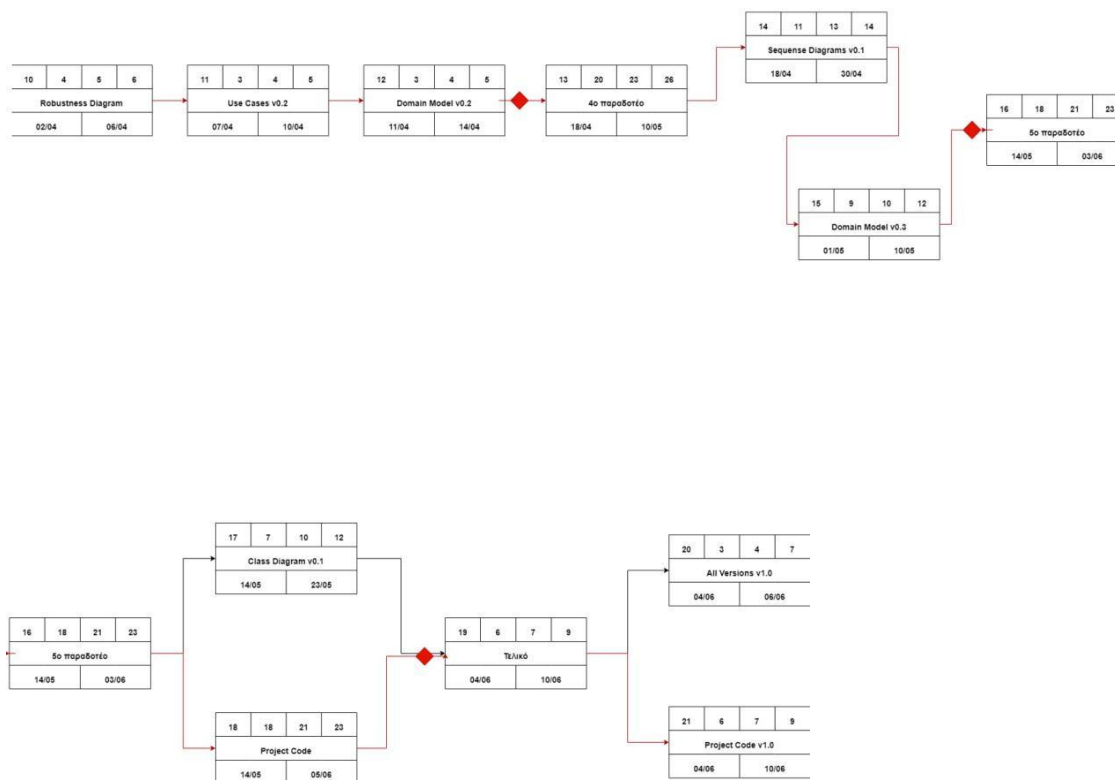 14 11 13 14
Sequense Diagrams v0.1
18/04 30/04
10 4 5 6
Robustness Diagram
02/04 06/04
11 3 4 5
Use Cases v0.2
07/04 10/04
12 3 4 5
Domain Model v0.2
11/04 14/04
13 20 23 26
4ο παραδοτέο
18/04 10/05
16 18 21 23
5ο παραδοτέο
14/05 03/06
15 9 10 12
Domain Model v0.3
01/05 10/05
17 7 10 12
Class Diagram v0.1
14/05 23/05
20 3 4 7
All Versions v1.0
04/06 06/06
16 18 21 23
5ο παραδοτέο
14/05 03/06
19 6 7 9
Τελικό
04/06 10/06
18 18 21 23
Project Code
14/05 05/06
21 6 7 9
Project Code v1.0
04/06 10/06